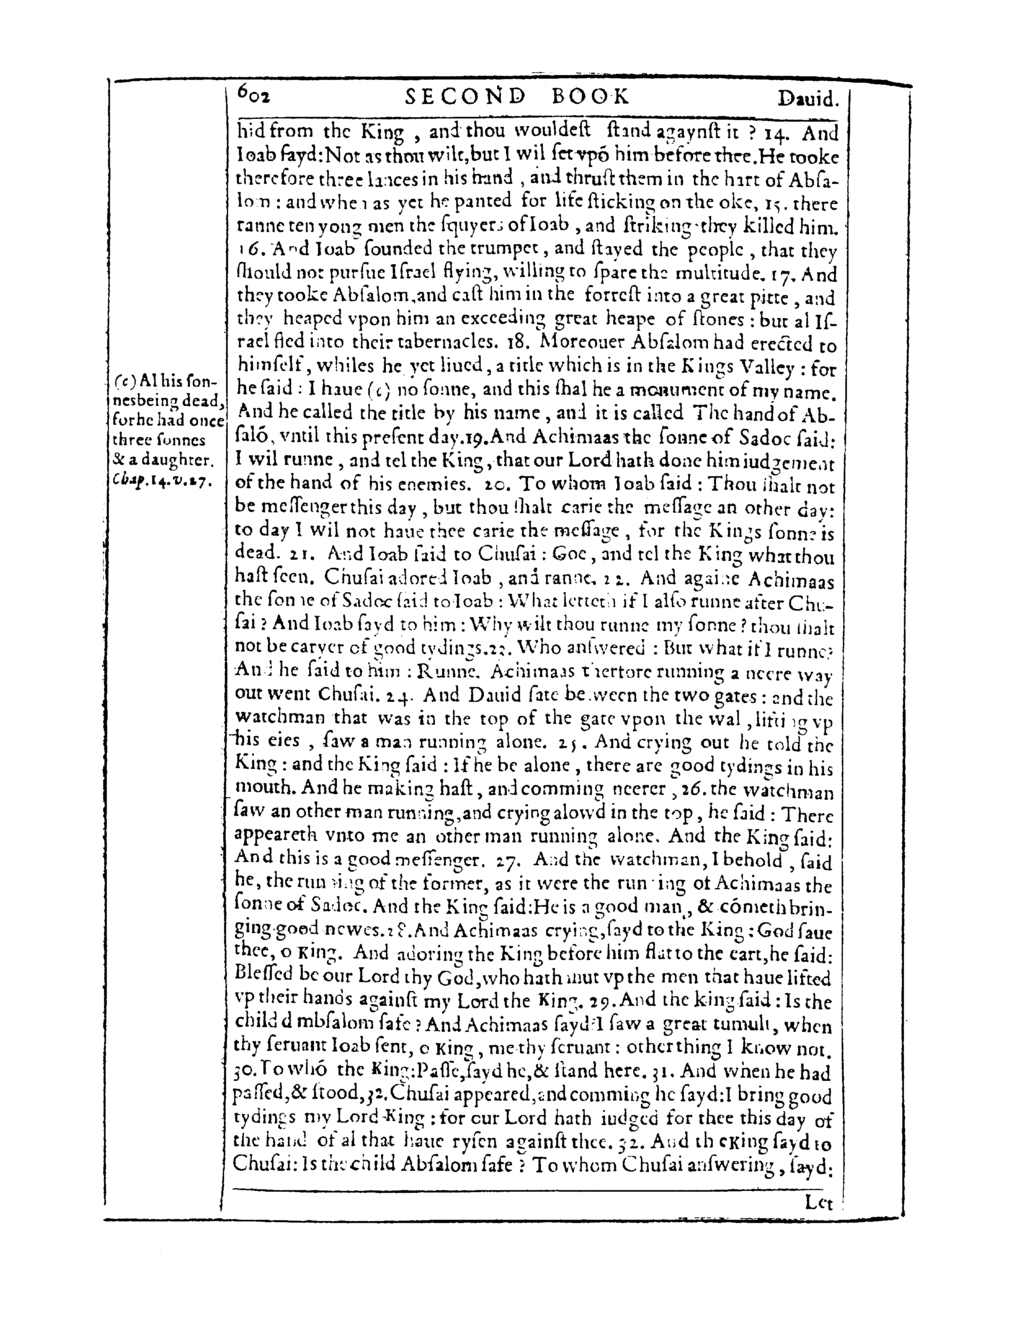 602 SECOND BOOK Dauid.
hid from the King , and thou wouldeſt ſtand agaynſt it ? 14. And
Ioab ſayd:Not as thou wilt,but I wil ſet vpõ him before thee.He tooke
therefore three lances in his hand , and thruſt them in the hart of Abſa-
lom : and when as yet he panted for life ſticking on the oke, 15. there
ranne ten yong men the ſquyers of Ioab , and ſtriking they killed him.
16. And Ioab ſounded the trumpet , and ſtayed the people , that they
ſhould not purſue Iſrael flying, willing to ſpare the multitude. 17. And
they tooke Abſalom,and caſt him in the forreſt into a great pitte , and
they heaped vpon him an exceeding great heape of ſtones : but al Iſ-
rael fled into their tabernacles. 18. Moreouer Abſalom had erected to
himſelf , whiles he yet liued , a title which is in the Kings Valley : for
he ſaid : I haue (c) no ſonne, and this ſhal be a monument of my name.
And he called the title by his name , and it is called The hand of Ab-
ſalõ, vntil this preſent day.19.And Achimaas the ſonne of Sadoc ſaid:
I wil runne , and tel the King, that our Lord hath done him iudgement
of the hand of his enemies. 20. To whom Ioab ſaid : Thou ſhalt not
be meſſenger this day , but thou ſhalt carie the meſſage an other day:
to day I wil not haue thee carie the meſſage , for the Kings ſonne is
dead. 21. And Ioab ſaid to Chuſai : Goe , and tel the King what thou
haſt ſeen. Chuſai adored Ioab , and ranne. 22. And againe Achimaas
the ſonne of Sadoc ſaid to Ioab : What letteth if I alſo runne after Chu-
ſai ? And Ioab ſayd to him : Why wilt thou runne my ſonne ? thou ſhalt
not be caryer of good tydings.23. Who anſwered : But what if I runne?
And he ſaid to him : Runne. Achimaas therfore running a neere way
out went Chuſai. 24. And Dauid ſate between the two gates : and the
watchman that was in the top of the gate vpon the wal , lifting vp
his eies , ſaw a man running alone. 25. And crying out he told the
King : and the King ſaid : If he be alone , there are good tydings in his
mouth. And he making haſt , and comming neerer , 26. the watchman
ſaw an other man running,and crying alowd in the top , he ſaid : There
appeareth vnto me an other man running alone. And the King ſaid:
And this is a good meſſenger. 27. And the watchman, I behold , ſaid
he, the running of the former, as it were the running of Achimaas the
ſonne of Sadoc. And the King ſaid:He is a good man , & cõmeth brin-
ging good newes.28.And Achimaas crying,ſayd to the King : God ſaue
thee, o King. And adoring the King before him flat to the eart,he ſaid:
Bleſſed be our Lord thy God,who hath ſhut vp the men that haue lifted
vp their hands againſt my Lord the King. 29. And the king ſaid : Is the
child d mbſalom ſafe ? And Achimaas ſayd:I ſaw a great tumult, when
thy ſeruant Ioab ſent, o King , me thy ſeruant : other thing I know not.
30.To whõ the King:Paſſe,ſayd he,& ſtand here. 31. And when he had
paſſed,& ſtood,32.Chuſai appeared,and comming he ſayd:I bring good
tydings my Lord King : for our Lord hath iudged for thee this day of
the hand of al that haue ryſen againſt thee. 32. And th eKing ſayd to
Chuſai: Is the child Abſalom ſafe ? To whom Chuſai anſwering , ſayd:
Let
(c) Al his ſon-
nes being dead,
for he had once
three ſonnes
& a daughter.
Chap.14.v.27.